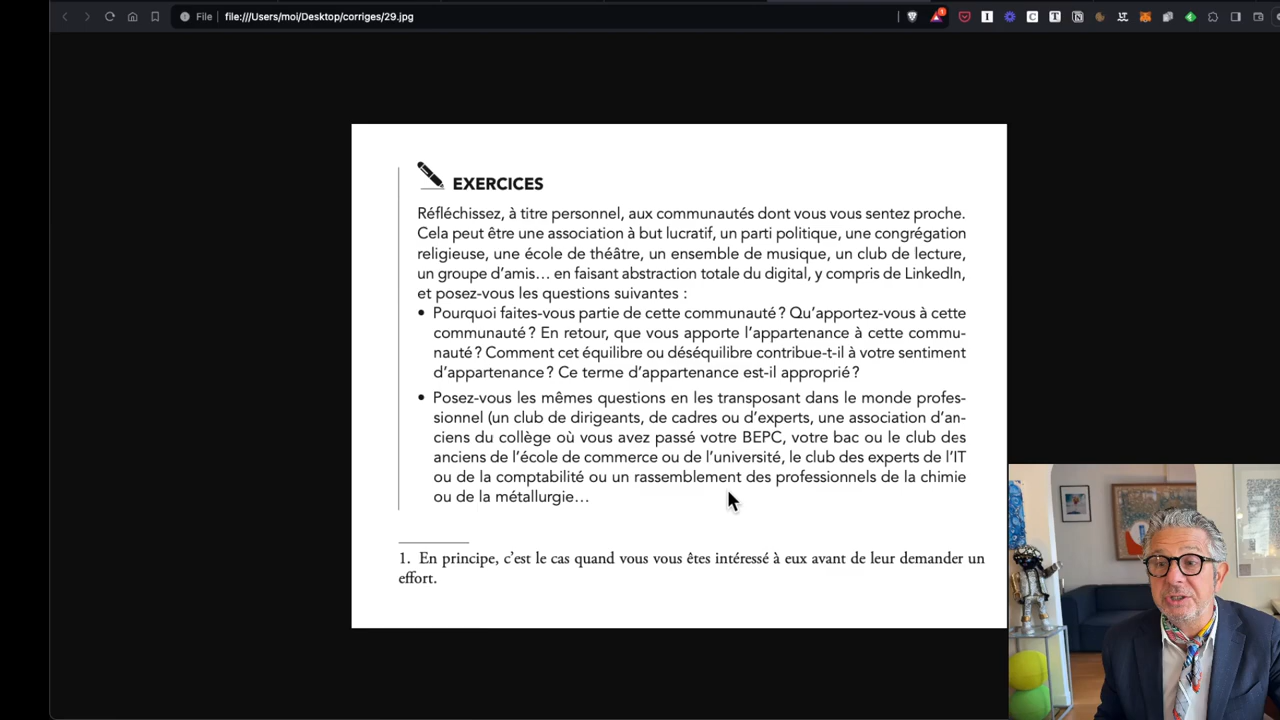 File
file:///Users/moi/Desktop/corriges/29.jpg
1
EXERCICES
Réfléchissez, à titre personnel, aux communautés dont vous vous sentez proche.
Cela peut être une association à but lucratif, un parti politique, une congrégation
religieuse, une école de théâtre, un ensemble de musique, un club de lecture,
un groupe d’amis… en faisant abstraction totale du digital, y compris de LinkedIn,
et posez-vous les questions suivantes :
• Pourquoi faites-vous partie de cette communauté ? Qu’apportez-vous à cette
communauté ? En retour, que vous apporte l’appartenance à cette commu-
nauté ? Comment cet équilibre ou déséquilibre contribue-t-il à votre sentiment
d’appartenance ? Ce terme d’appartenance est-il approprié ?
• Posez-vous les mêmes questions en les transposant dans le monde profes-
sionnel (un club de dirigeants, de cadres ou d’experts, une association d’an-
ciens du collège où vous avez passé votre BEPC, votre bac ou le club des
anciens de l’école de commerce ou de l’université, le club des experts de l’IT
ou de la comptabilité ou un rassemblement des professionnels de la chimie
ou de la métallurgie…
1. En principe, c’est le cas quand vous vous êtes intéressé à eux avant de leur demander un
effort.